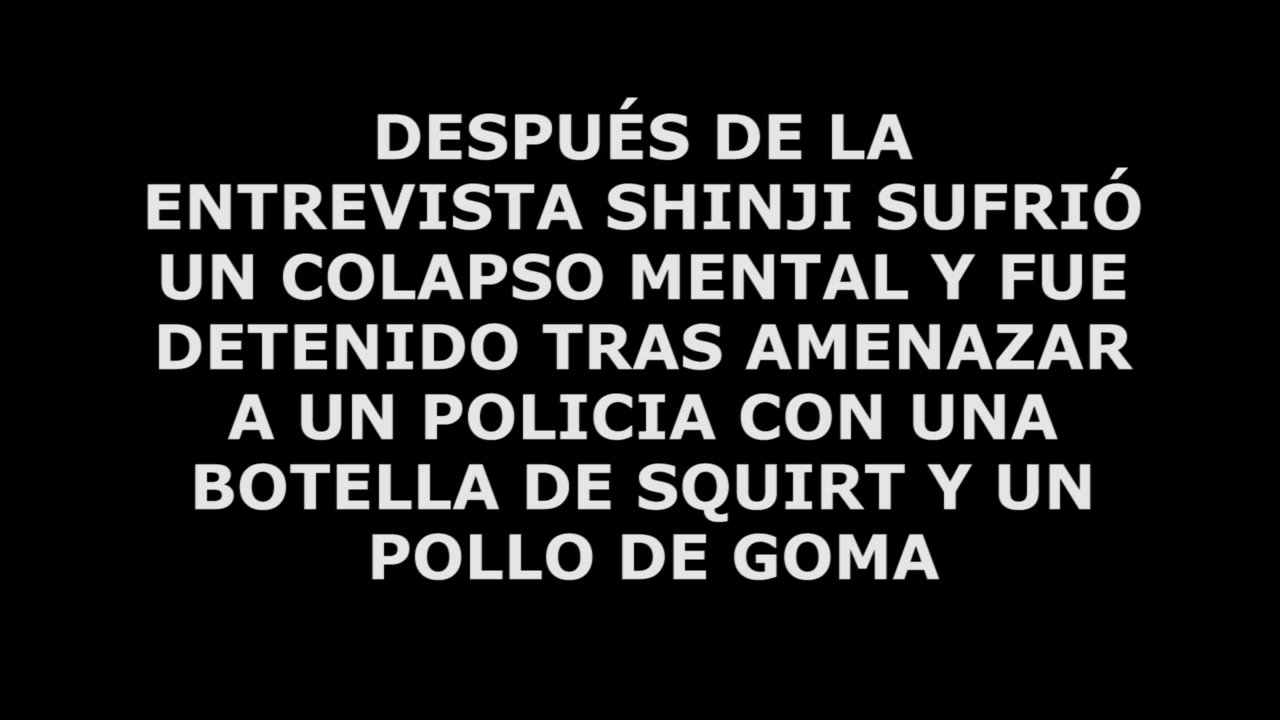 DESPUÉS DE LA
ENTREVISTA SHINJI SUFRIÓ
UN COLAPSO MENTAL Y FUE
DETENIDO TRAS AMENAZAR
A UN POLICIA CON UNA
BOTELLA DE SQUIRT Y UN
POLLO DE GOMA